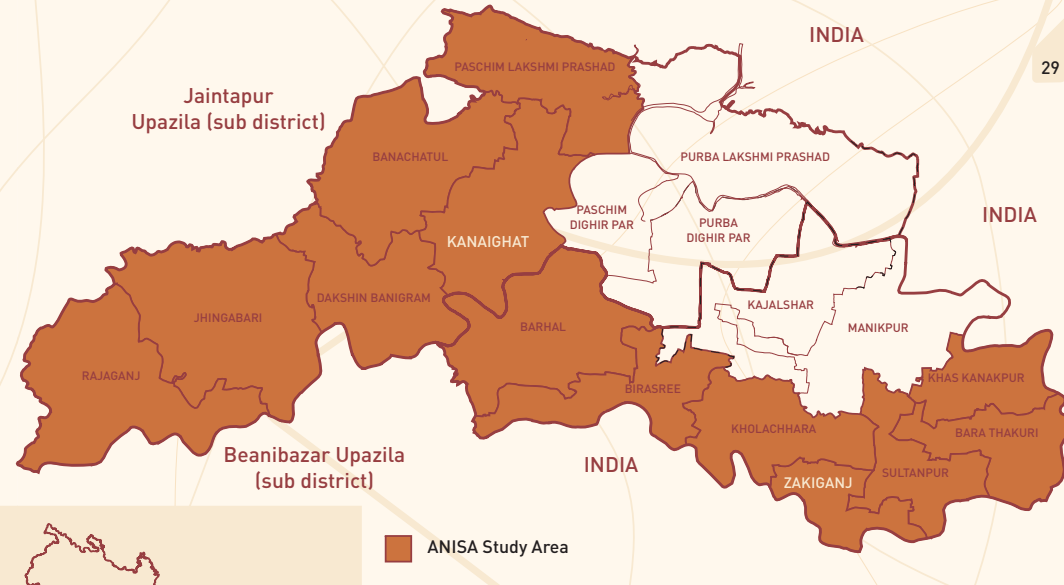 INDIA
29
PASCHIM LAKSHMI PRASHAD
Jaintapur
Upazila (sub district)
BANACHATUL
PURBA LAKSHMI PRASHAD
PASCHIM
DIGHIR PAR
PURBA
DIGHIR PAR
INDIA
KANAIGHAT
DAKSHIN BANIGRAM
JHINGABARI
BARHAL
KAJALSHAR
MANIKPUR
RAJAGANJ
BIRASREE
KHAS KANAKPUR
KHOLACHHARA
BARA THAKURI
Beanibazar Upazila
(sub district)
INDIA
ZAKIGANJ
SULTANPUR
ANISA Study Area